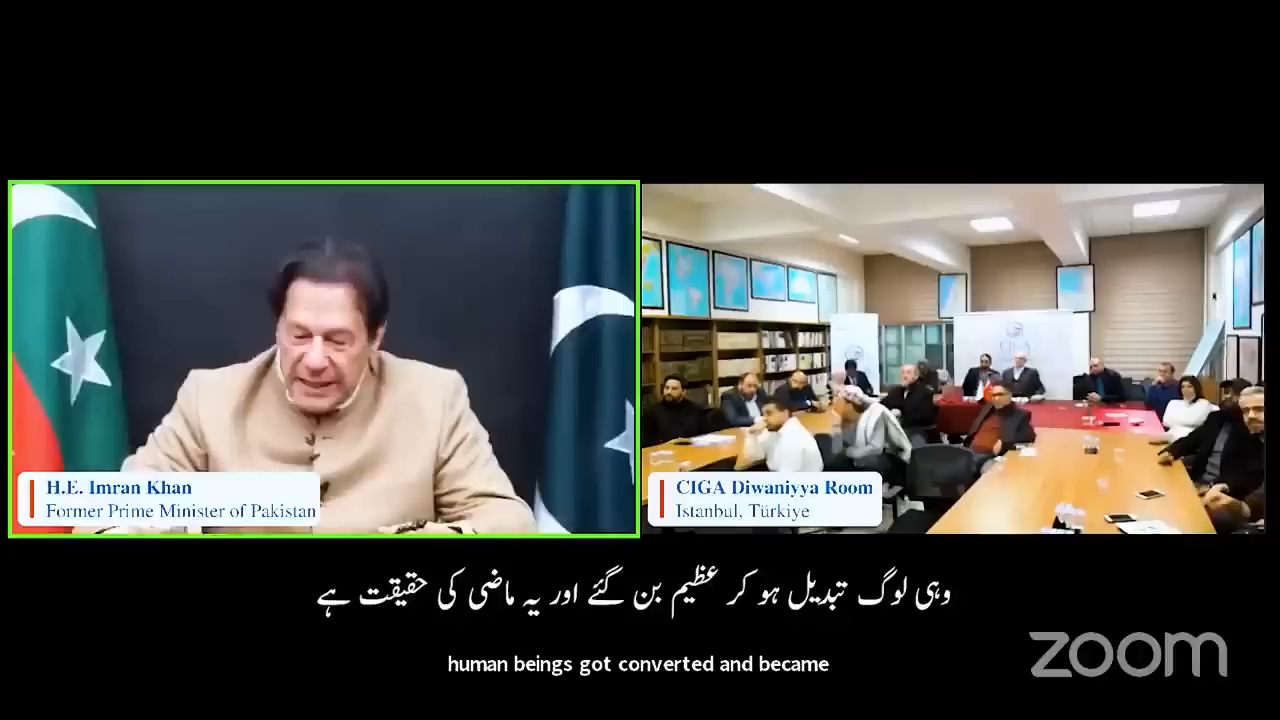 H.E. Imran Khan
Former Prime Minister of Pakistan
CIGA Diwaniyya Room
Istanbul, Türkiye
وہی لوگ تبدیل ہو کر عظیم بن گئے اور یہ ماضی کی حقیقت ہے
human beings got converted and became
zoom